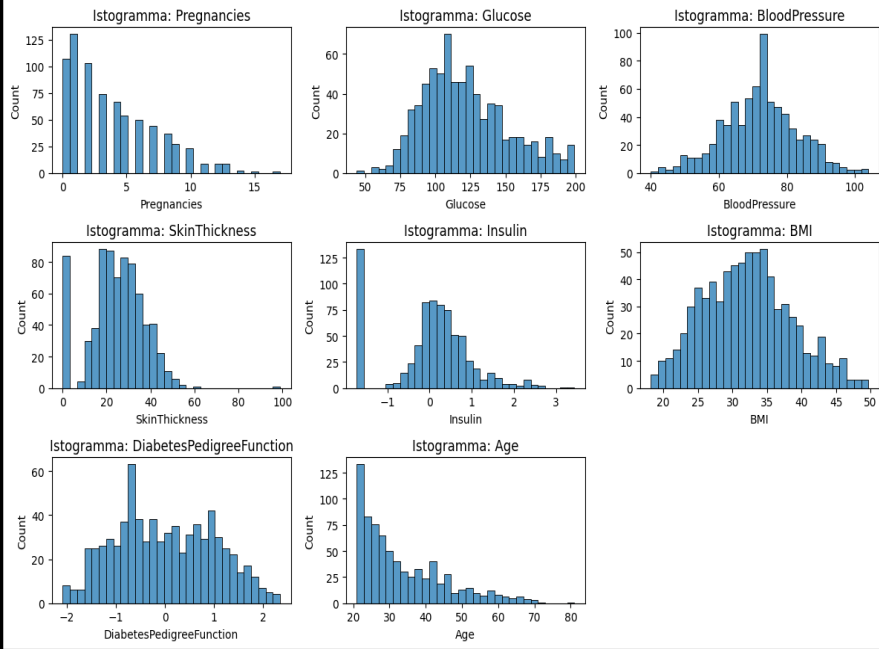 Istogramma: Pregnancies
Count
125
100
75
50
25
0
0 5 10 15
Pregnancies
Istogramma: Glucose
Count
60
40
20
0
50 75 100 125 150 175 200
Glucose
Istogramma: BloodPressure
Count
100
80
60
40
20
0
40 60 80 100
BloodPressure
Istogramma: SkinThickness
Count
80
60
40
20
0
0 20 40 60 80 100
SkinThickness
Istogramma: Insulin
Count
125
100
75
50
25
0
−1 0 1 2 3
Insulin
Istogramma: BMI
Count
50
40
30
20
10
0
20 25 30 35 40 45 50
BMI
Istogramma: DiabetesPedigreeFunction
Count
60
40
20
0
−2 −1 0 1 2
DiabetesPedigreeFunction
Istogramma: Age
Count
125
100
75
50
25
0
20 30 40 50 60 70 80
Age